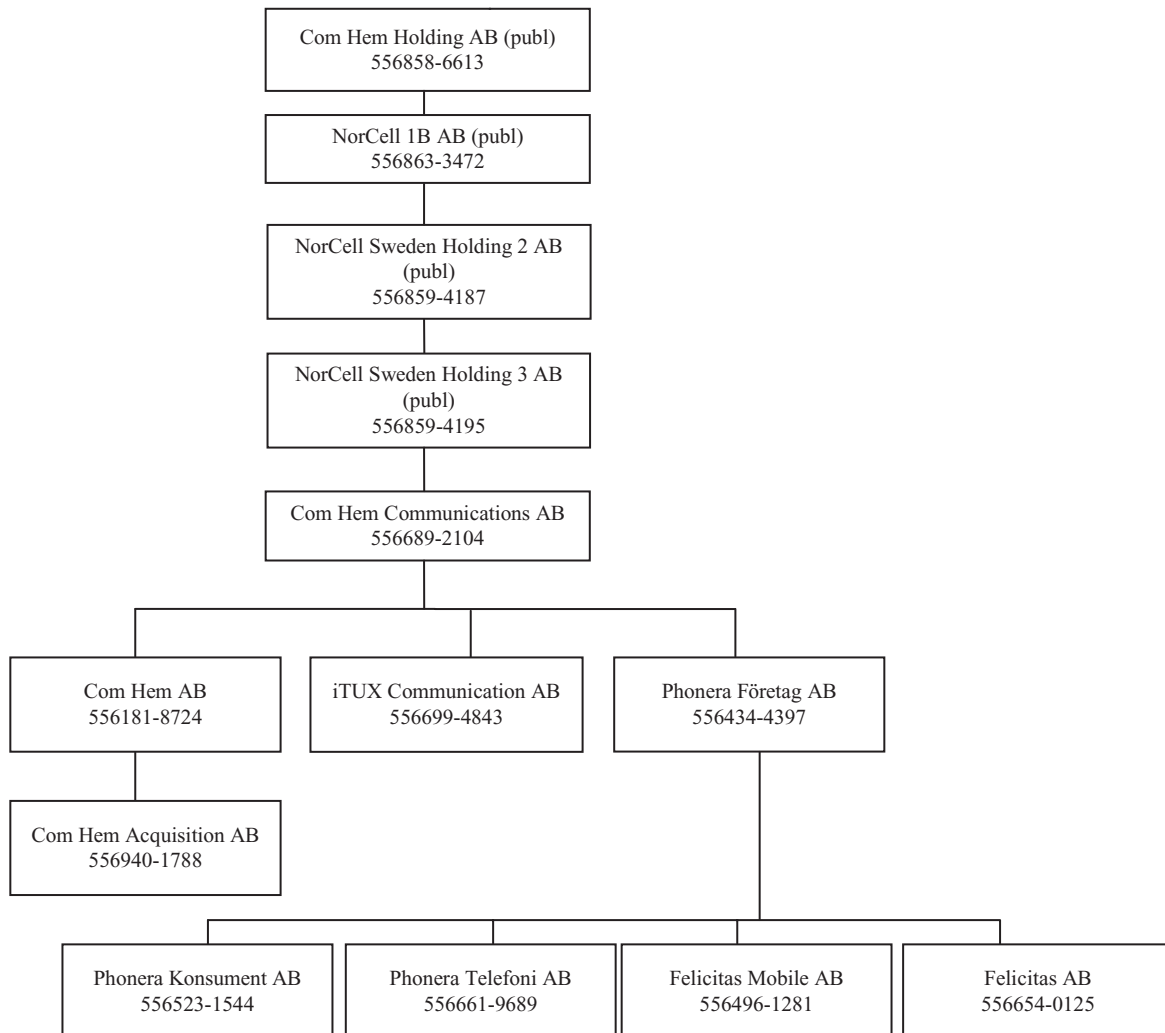 Com Hem Holding AB (publ)
556858-6613
NorCell 1B AB (publ)
556863-3472
NorCell Sweden Holding 2 AB
(publ)
556859-4187
NorCell Sweden Holding 3 AB
(publ)
556859-4195
Com Hem Communications AB
556689-2104
Com Hem AB
556181-8724
iTUX Communication AB
556699-4843
Phonera Företag AB
556434-4397
Com Hem Acquisition AB
556940-1788
Phonera Konsument AB
556523-1544
Phonera Telefoni AB
556661-9689
Felicitas Mobile AB
556496-1281
Felicitas AB
556654-0125